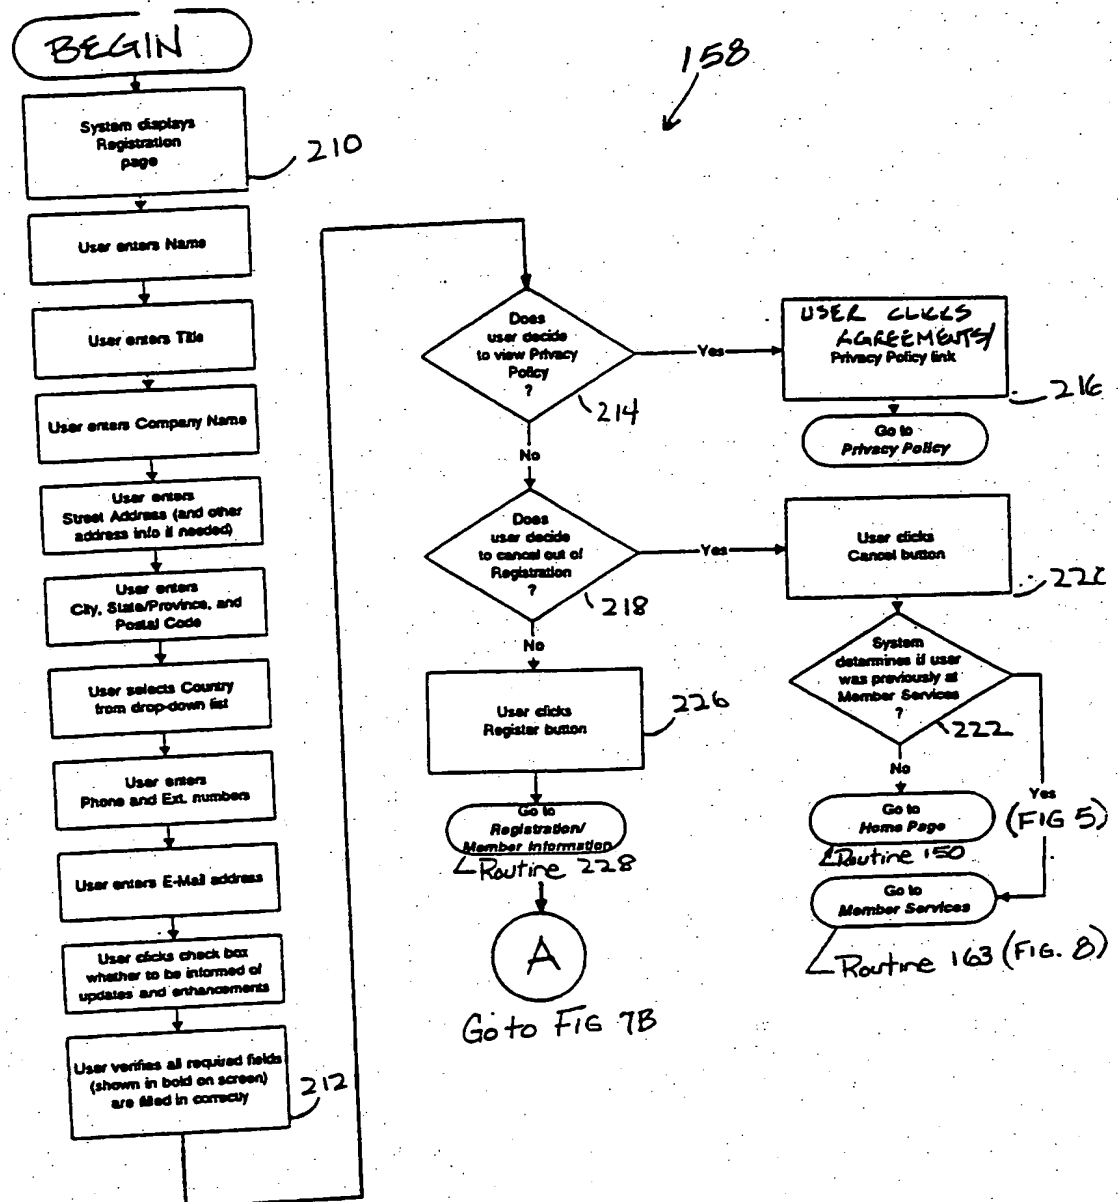 BEGIN
158
System displays
Registration
page
210
User enters Name
User enters Title
User enters Company Name
User enters
Street Address (and other
address info if needed)
User enters
City, State/Province, and
Postal Code
User selects Country
from drop-down list
User enters
Phone and Ext. numbers
User enters E-Mail address
User clicks check box
whether to be informed of
updates and enhancements
User verifies all required fields
(shown in bold on screen)
are filled in correctly
212
Does
user decide
to view Privacy
Policy
?
214
Yes
USER CLICKS
AGREEMENTS/
Privacy Policy link
216
Go to
Privacy Policy
No
Does
user decide
to cancel out of
Registration
?
218
Yes
User clicks
Cancel button
No
User clicks
Register button
226
Go to
Registration/
Member Information
Routine 228
A
Go to FIG 7B
System
determines if user
was previously at
Member Services
?
222
No
Yes
Go to
Home Page
(FIG 5)
Routine 150
Go to
Member Services
Routine 163 (FIG. 8)